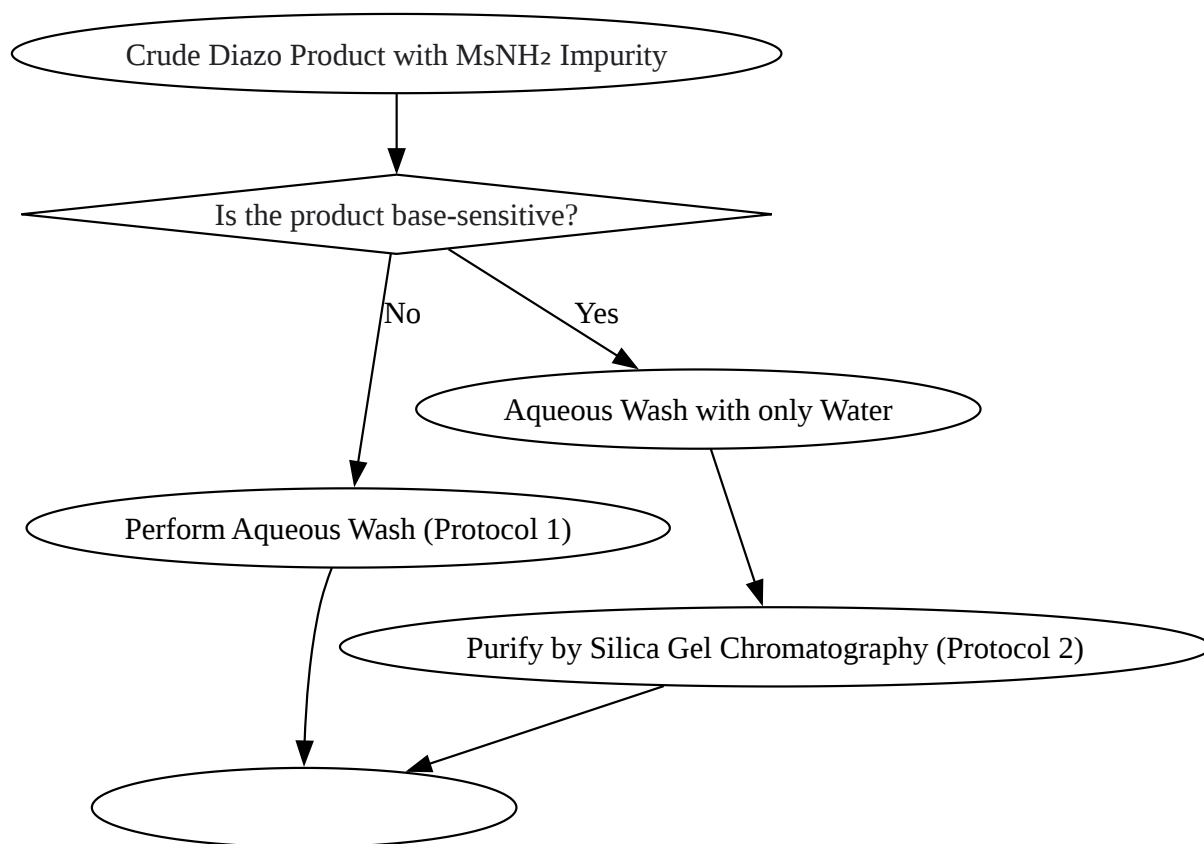 Crude Diazo Product with MsNH₂ Impurity
Is the product base-sensitive?
No
Yes
Aqueous Wash with only Water
Perform Aqueous Wash (Protocol 1)
Purify by Silica Gel Chromatography (Protocol 2)